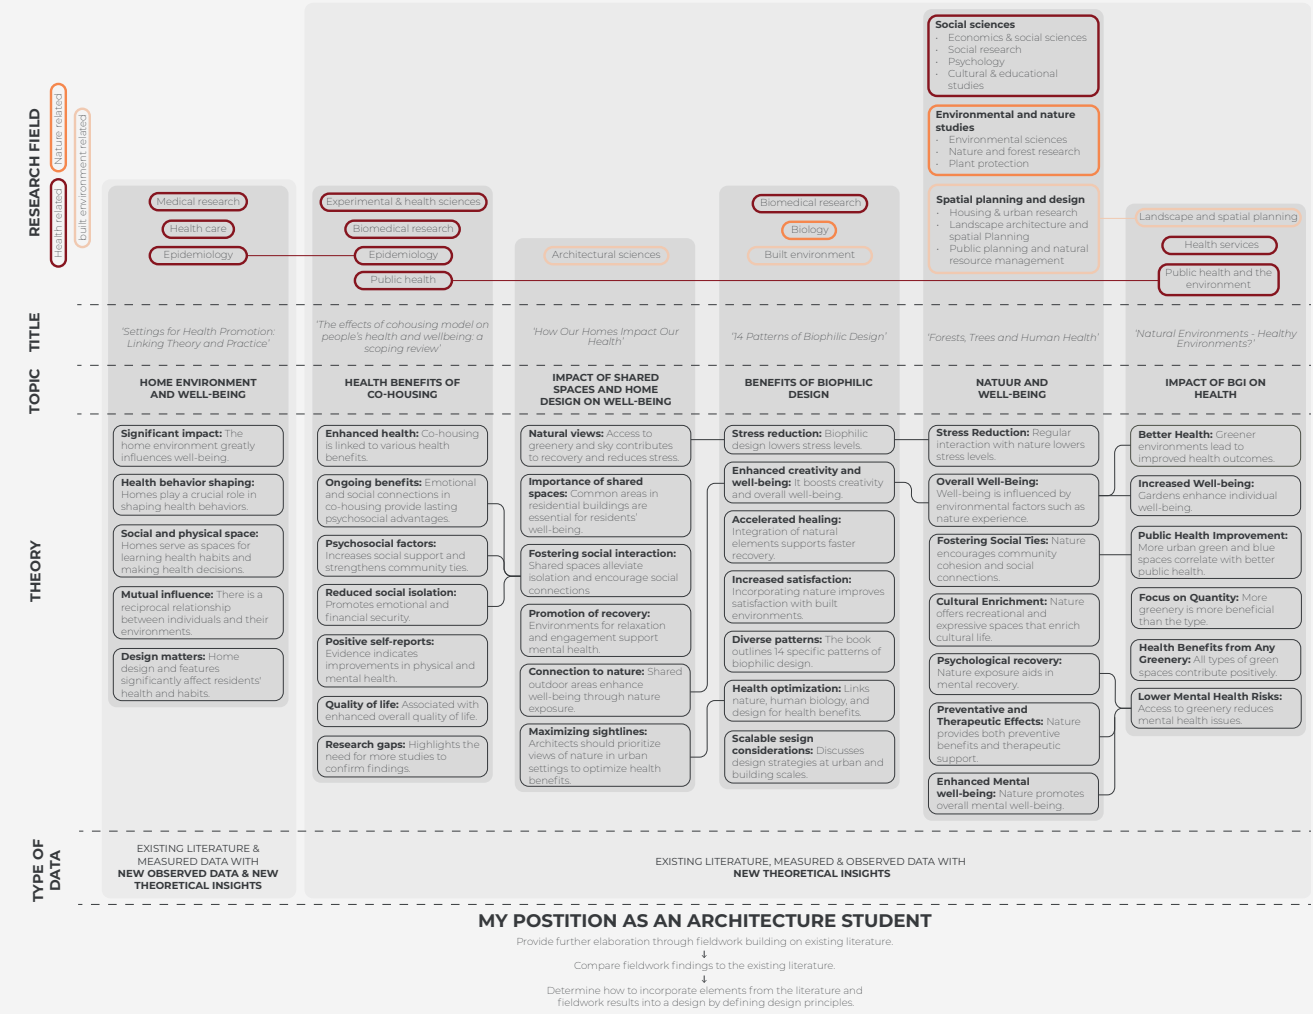 RESEARCH FIELD
Health related
Nature related
built environment related
Medical research
Health care
Epidemiology
Experimental & health sciences
Biomedical research
Epidemiology
Public health
Architectural sciences
Biomedical research
Biology
Built environment
Social sciences
· Economics & social sciences
· Social research
· Psychology
· Cultural & educational
studies
Environmental and nature
studies
· Environmental sciences
· Nature and forest research
· Plant protection
Spatial planning and design
· Housing & urban research
· Landscape architecture and
spatial Planning
· Public planning and natural
resource management
Landscape and spatial planning
Health services
Public health and the
environment
TITLE
'Settings for Health Promotion:
Linking Theory and Practice'
'The effects of cohousing model on
people's health and wellbeing: a
scoping review'
'How Our Homes Impact Our
Health'
'14 Patterns of Biophilic Design'
'Forests, Trees and Human Health'
'Natural Environments - Healthy
Environments?'
TOPIC
HOME ENVIRONMENT
AND WELL-BEING
HEALTH BENEFITS OF
CO-HOUSING
IMPACT OF SHARED
SPACES AND HOME
DESIGN ON WELL-BEING
BENEFITS OF BIOPHILIC
DESIGN
NATUUR AND
WELL-BEING
IMPACT OF BGI ON
HEALTH
THEORY
Significant impact: The
home environment greatly
influences well-being.
Health behavior shaping:
Homes play a crucial role in
shaping health behaviors.
Social and physical space:
Homes serve as spaces for
learning health habits and
making health decisions.
Mutual influence: There is a
reciprocal relationship
between individuals and their
environments.
Design matters: Home
design and features
significantly affect residents'
health and habits.
Enhanced health: Co-housing
is linked to various health
benefits.
Ongoing benefits: Emotional
and social connections in
co-housing provide lasting
psychosocial advantages.
Psychosocial factors:
Increases social support and
strengthens community ties.
Reduced social isolation:
Promotes emotional and
financial security.
Positive self-reports:
Evidence indicates
improvements in physical and
mental health.
Quality of life: Associated with
enhanced overall quality of life.
Research gaps: Highlights the
need for more studies to
confirm findings.
Natural views: Access to
greenery and sky contributes
to recovery and reduces stress.
Importance of shared
spaces: Common areas in
residential buildings are
essential for residents'
well-being.
Fostering social interaction:
Shared spaces alleviate
isolation and encourage social
connections
Promotion of recovery:
Environments for relaxation
and engagement support
mental health.
Connection to nature: Shared
outdoor areas enhance
well-being through nature
exposure.
Maximizing sightlines:
Architects should prioritize
views of nature in urban
settings to optimize health
benefits.
Stress reduction: Biophilic
design lowers stress levels.
Enhanced creativity and
well-being: It boosts creativity
and overall well-being.
Accelerated healing:
Integration of natural
elements supports faster
recovery.
Increased satisfaction:
Incorporating nature improves
satisfaction with built
environments.
Diverse patterns: The book
outlines 14 specific patterns of
biophilic design.
Health optimization: Links
nature, human biology, and
design for health benefits.
Scalable sesign
considerations: Discusses
design strategies at urban and
building scales.
Stress Reduction: Regular
interaction with nature lowers
stress levels.
Overall Well-Being:
Well-being is influenced by
environmental factors such as
nature experience.
Fostering Social Ties: Nature
encourages community
cohesion and social
connections.
Cultural Enrichment: Nature
offers recreational and
expressive spaces that enrich
cultural life.
Psychological recovery:
Nature exposure aids in
mental recovery.
Preventative and
Therapeutic Effects: Nature
provides both preventive
benefits and therapeutic
support.
Enhanced Mental
well-being: Nature promotes
overall mental well-being.
Better Health: Greener
environments lead to
improved health outcomes.
Increased Well-being:
Gardens enhance individual
well-being.
Public Health Improvement:
More urban green and blue
spaces correlate with better
public health.
Focus on Quantity: More
greenery is more beneficial
than the type.
Health Benefits from Any
Greenery: All types of green
spaces contribute positively.
Lower Mental Health Risks:
Access to greenery reduces
mental health issues.
TYPE OF
DATA
EXISTING LITERATURE &
MEASURED DATA WITH
NEW OBSERVED DATA & NEW
THEORETICAL INSIGHTS
EXISTING LITERATURE, MEASURED & OBSERVED DATA WITH
NEW THEORETICAL INSIGHTS
MY POSTITION AS AN ARCHITECTURE STUDENT
Provide further elaboration through fieldwork building on existing literature.
↓
Compare fieldwork findings to the existing literature.
↓
Determine how to incorporate elements from the literature and
fieldwork results into a design by defining design principles.